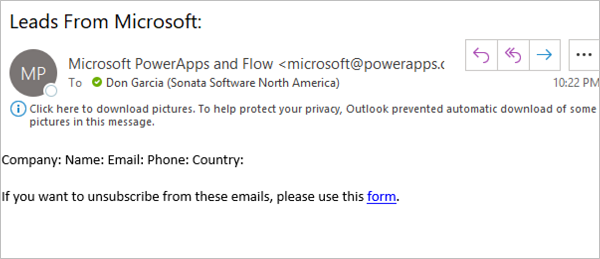 Leads From Microsoft:
MP
Microsoft PowerApps and Flow <microsoft@powerapps.c
To Don Garcia (Sonata Software North America)
10:22 PM
Click here to download pictures. To help protect your privacy, Outlook prevented automatic download of some
pictures in this message.
Company: Name: Email: Phone: Country:
If you want to unsubscribe from these emails, please use this form.